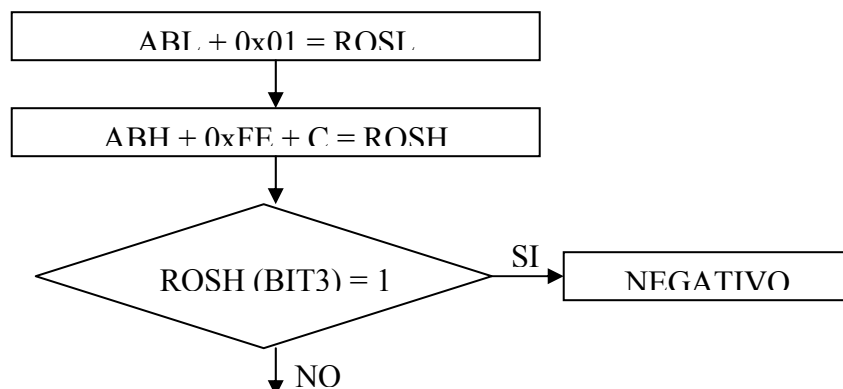 ABL + 0x01 = ROSL
ABH + 0xFE + C = ROSH
ROSH (BIT3) = 1
SI
NEGATIVO
NO